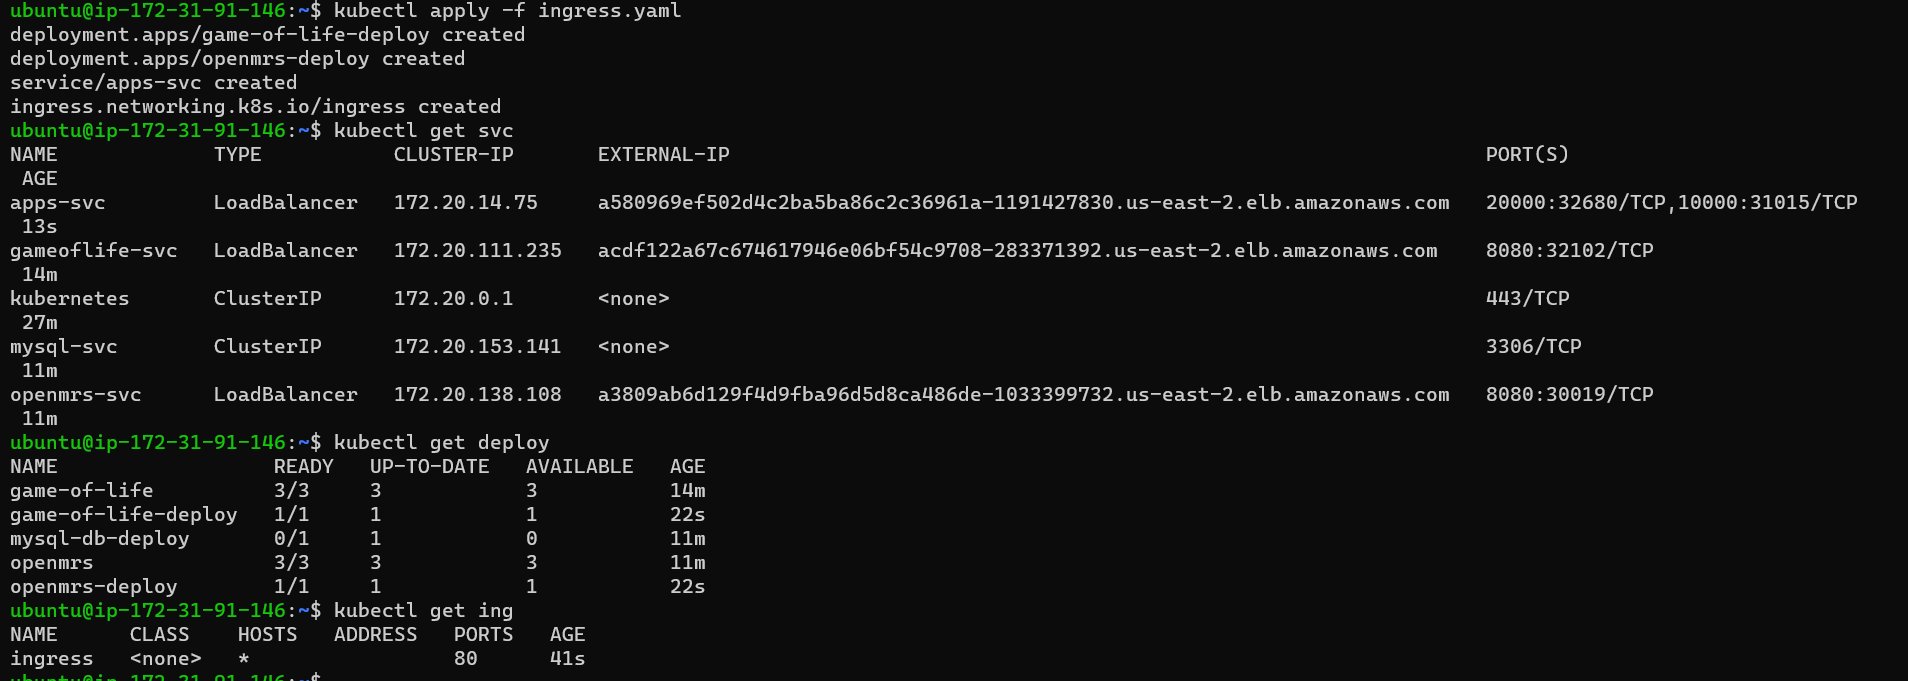 ubuntu@ip-172-31-91-146:~$ kubectl apply -f ingress.yaml
deployment.apps/game-of-life-deploy created
deployment.apps/openmrs-deploy created
service/apps-svc created
ingress.networking.k8s.io/ingress created
ubuntu@ip-172-31-91-146:~$ kubectl get svc
NAME             TYPE           CLUSTER-IP       EXTERNAL-IP                                                               PORT(S)
 AGE
apps-svc         LoadBalancer   172.20.14.75     a580969ef502d4c2ba5ba86c2c36961a-1191427830.us-east-2.elb.amazonaws.com   20000:32680/TCP,10000:31015/TCP
 13s
gameoflife-svc   LoadBalancer   172.20.111.235   acdf122a67c674617946e06bf54c9708-283371392.us-east-2.elb.amazonaws.com    8080:32102/TCP
 14m
kubernetes       ClusterIP      172.20.0.1       <none>                                                                    443/TCP
 27m
mysql-svc        ClusterIP      172.20.153.141   <none>                                                                    3306/TCP
 11m
openmrs-svc      LoadBalancer   172.20.138.108   a3809ab6d129f4d9fba96d5d8ca486de-1033399732.us-east-2.elb.amazonaws.com   8080:30019/TCP
 11m
ubuntu@ip-172-31-91-146:~$ kubectl get deploy
NAME                  READY   UP-TO-DATE   AVAILABLE   AGE
game-of-life          3/3     3            3           14m
game-of-life-deploy   1/1     1            1           22s
mysql-db-deploy       0/1     1            0           11m
openmrs               3/3     3            3           11m
openmrs-deploy        1/1     1            1           22s
ubuntu@ip-172-31-91-146:~$ kubectl get ing
NAME      CLASS    HOSTS   ADDRESS   PORTS   AGE
ingress   <none>   *                 80      41s
ubuntu@ip-172-31-91-146:~$